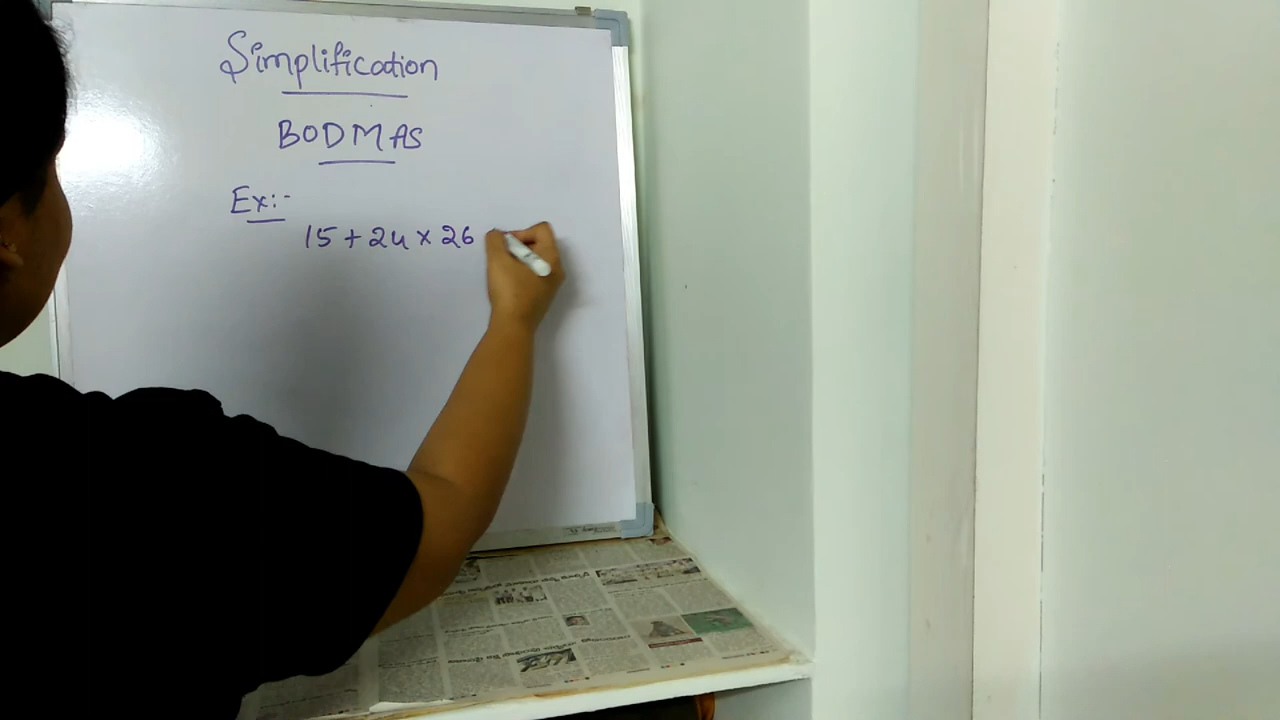 Simplification
BODMAS
Ex:-
15 + 24 × 26